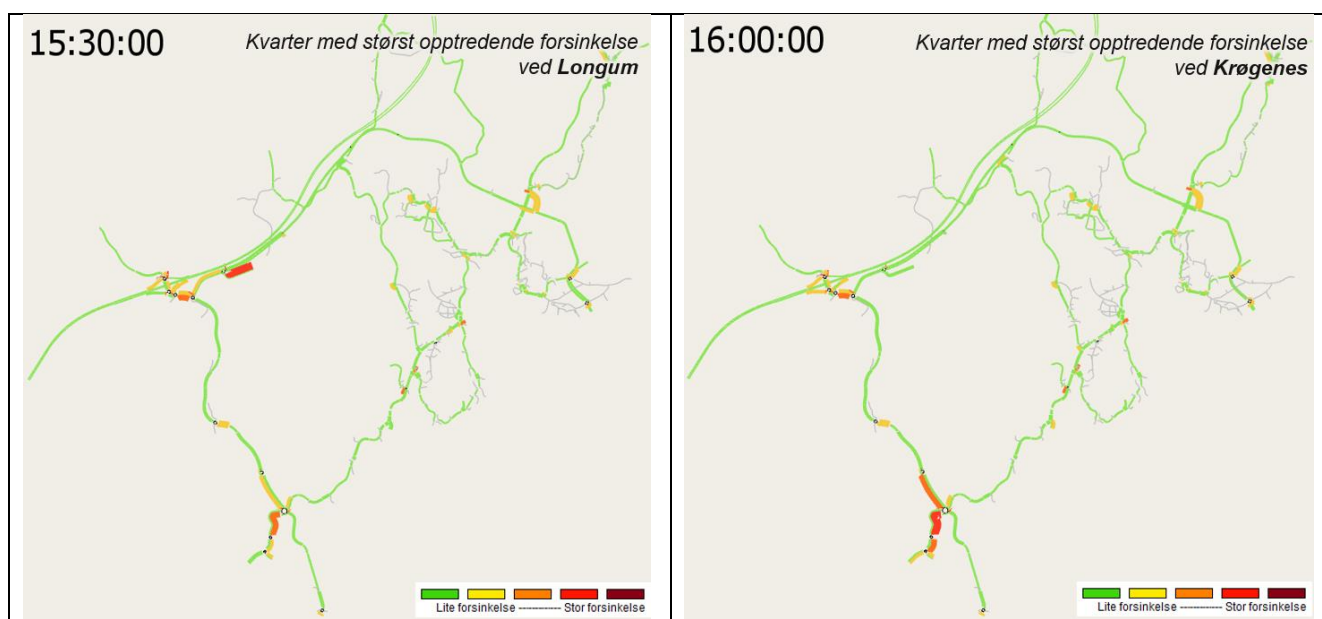 15:30:00
Kvarter med størst opptredende forsinkelse
ved Longum
Lite forsinkelse ------------ Stor forsinkelse
16:00:00
Kvarter med størst opptredende forsinkelse
ved Krøgenes
Lite forsinkelse ------------ Stor forsinkelse